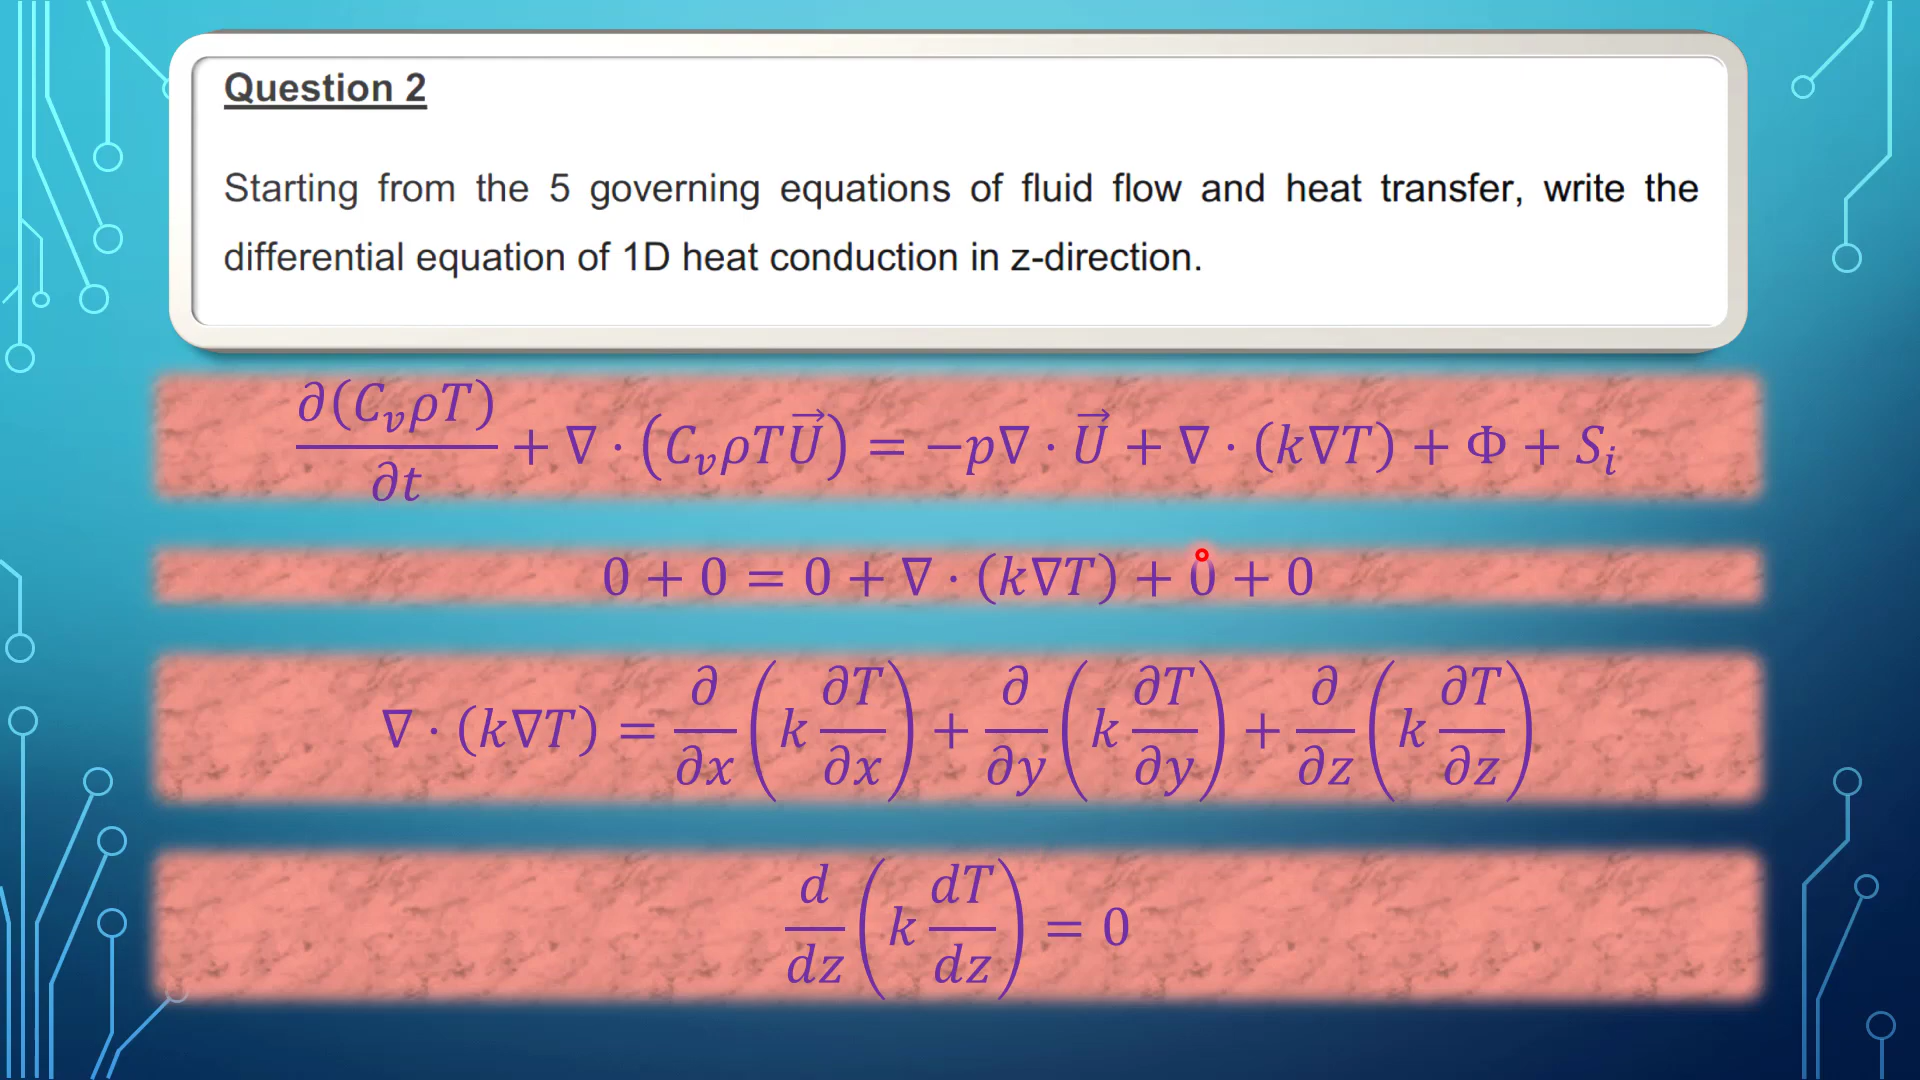 Question 2
Starting from the 5 governing equations of fluid flow and heat transfer, write the
differential equation of 1D heat conduction in z-direction.
∂(C_vρT)/∂t + ∇ · (C_vρTU⃗) = −p∇ · U⃗ + ∇ · (k∇T) + Φ + S_i
0 + 0 = 0 + ∇ · (k∇T) + 0 + 0
∇ · (k∇T) = ∂/∂x (k ∂T/∂x) + ∂/∂y (k ∂T/∂y) + ∂/∂z (k ∂T/∂z)
d/dz (k dT/dz) = 0